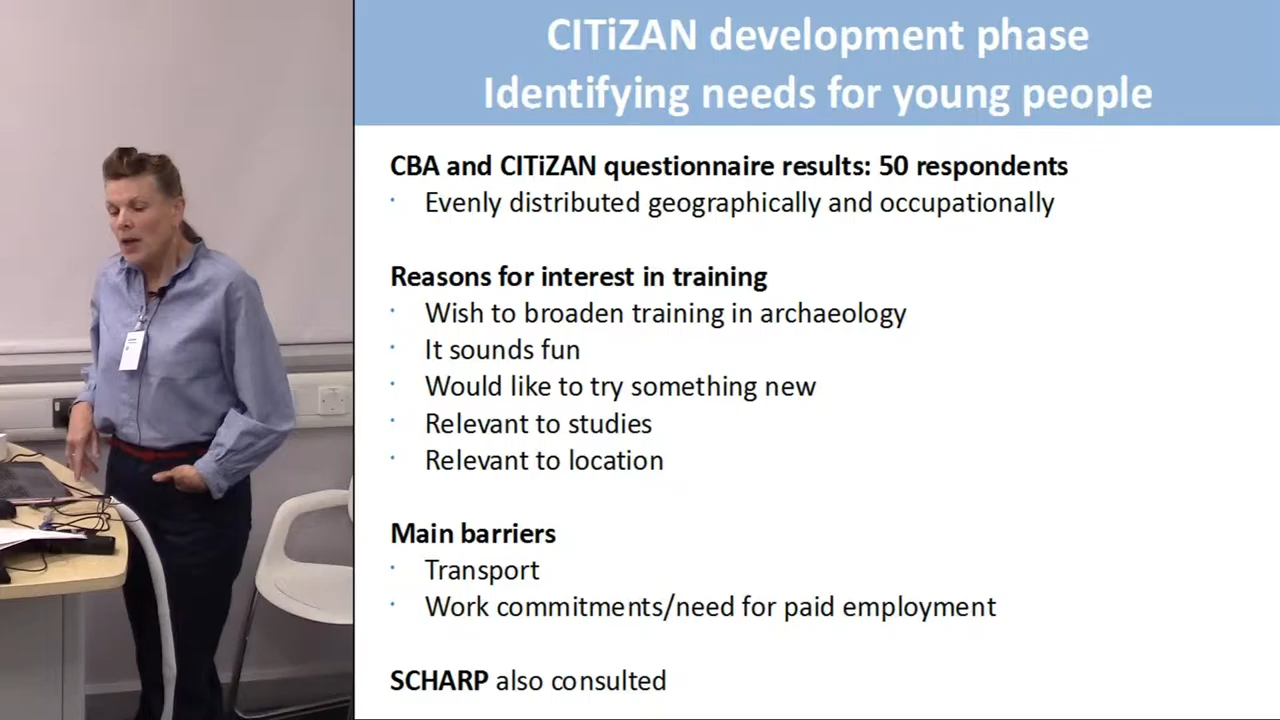 CITiZAN development phase
Identifying needs for young people
CBA and CITiZAN questionnaire results: 50 respondents
· Evenly distributed geographically and occupationally
Reasons for interest in training
· Wish to broaden training in archaeology
· It sounds fun
· Would like to try something new
· Relevant to studies
· Relevant to location
Main barriers
· Transport
· Work commitments/need for paid employment
SCHARP also consulted